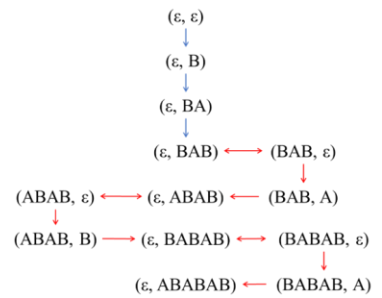 (ε, ε)
(ε, B)
(ε, BA)
(ε, BAB) (BAB, ε)
(ABAB, ε) (ε, ABAB) (BAB, A)
(ABAB, B) (ε, BABAB) (BABAB, ε)
(ε, ABABAB) (BABAB, A)